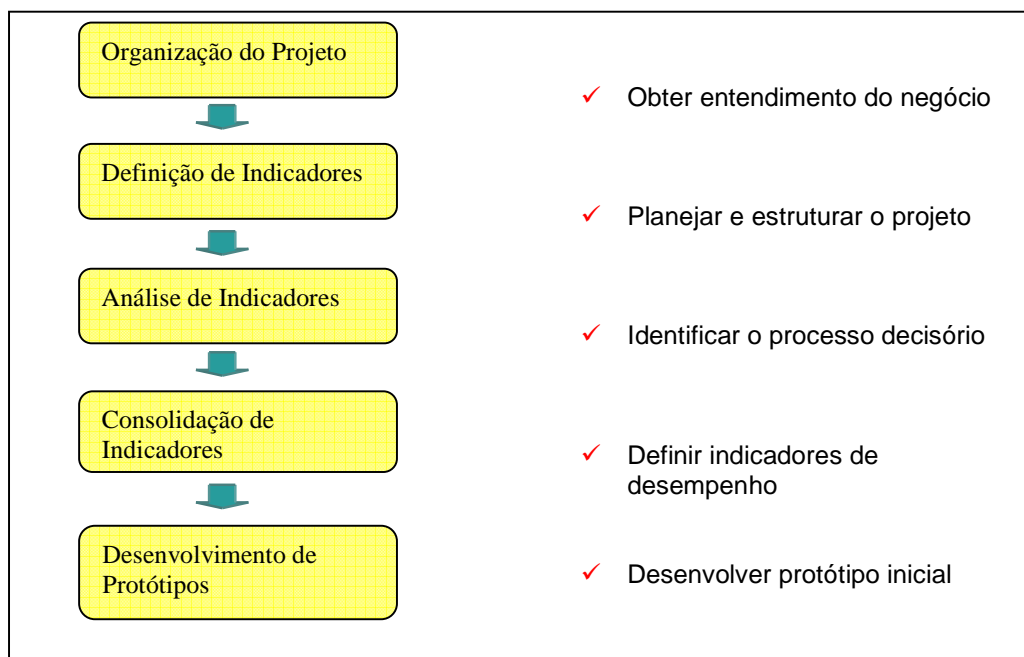 Organização do Projeto
Obter entendimento do negócio
Definição de Indicadores
Planejar e estruturar o projeto
Análise de Indicadores
Identificar o processo decisório
Consolidação de
Indicadores
Definir indicadores de
desempenho
Desenvolvimento de
Protótipos
Desenvolver protótipo inicial